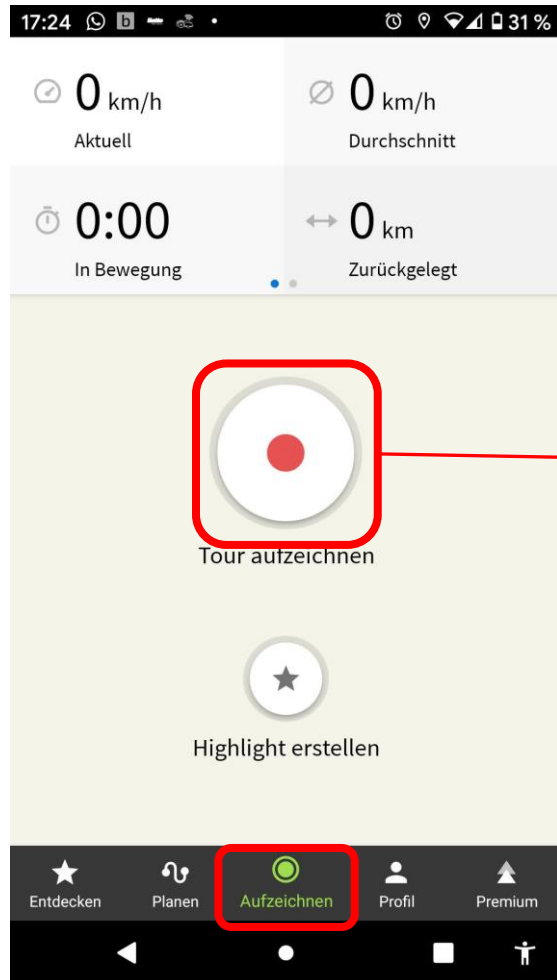 17:24 b 31 %
0 km/h
Aktuell
0 km/h
Durchschnitt
0:00
In Bewegung
0 km
Zurückgelegt
Tour aufzeichnen
Highlight erstellen
Entdecken Planen Aufzeichnen Profil Premium